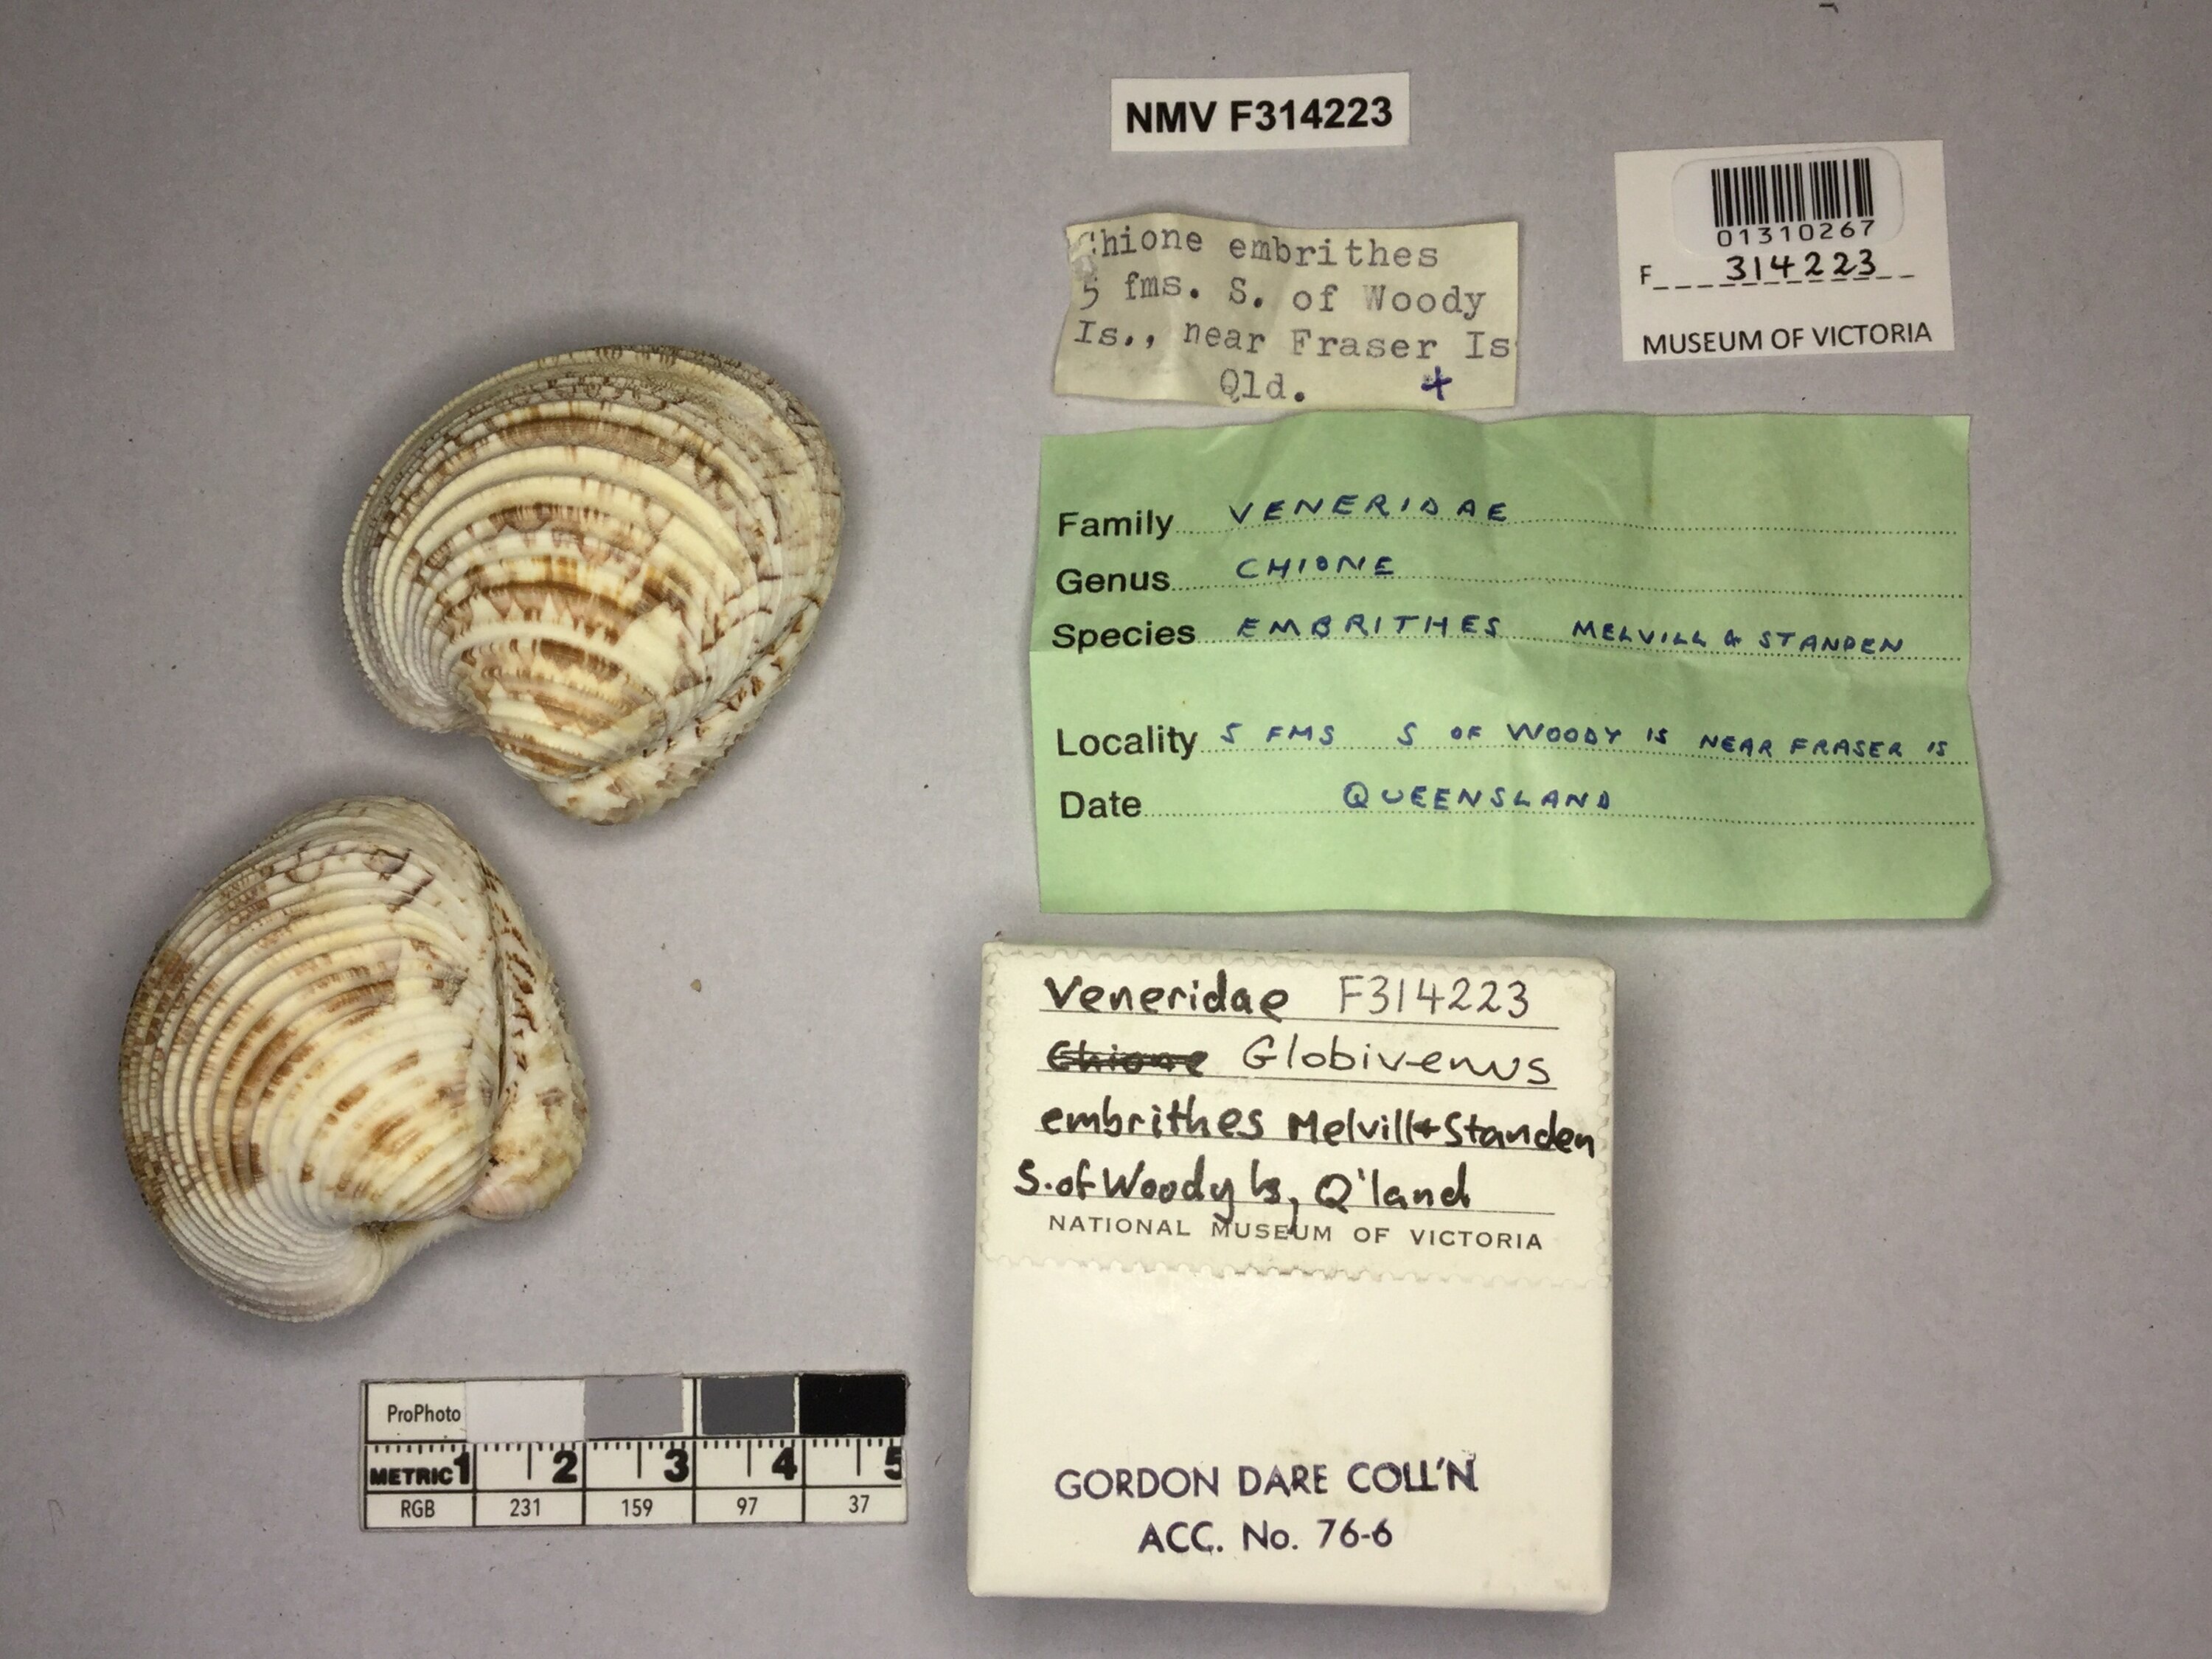 NMV F314223
01310267
F 314223
MUSEUM OF VICTORIA
Chione embrithes
5 fms. S. of Woody
Is., near Fraser Is
Qld. +
Family VENERIDAE
Genus CHIONE
Species EMBRITHES MELVILL & STANDEN
Locality 5 FMS S OF WOODY IS NEAR FRASER IS
Date QUEENSLAND
Veneridae F314223
Chione Globivenus
embrithes Melvill+Standen
S. of Woody Is, Q'land
NATIONAL MUSEUM OF VICTORIA
GORDON DARE COLL'N
ACC. No. 76-6
ProPhoto
METRIC 1 2 3 4 5
RGB 231 159 97 37